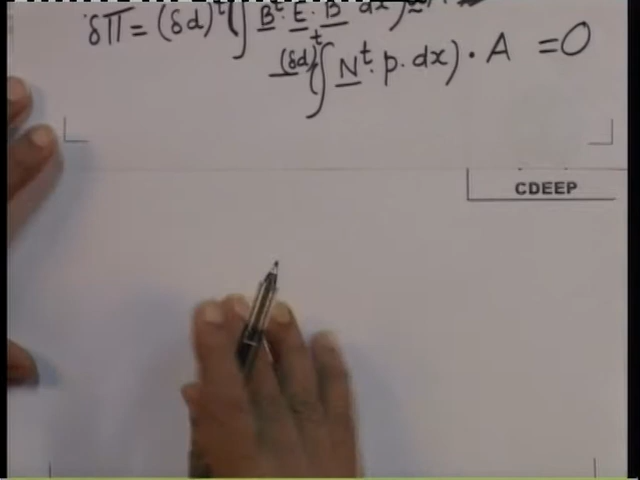 δΠ = (δd)ᵗ (∫ Bᵗ · E · B dx)
(δd)ᵗ (∫ Nᵗ · p · dx) · A = 0
CDEEP